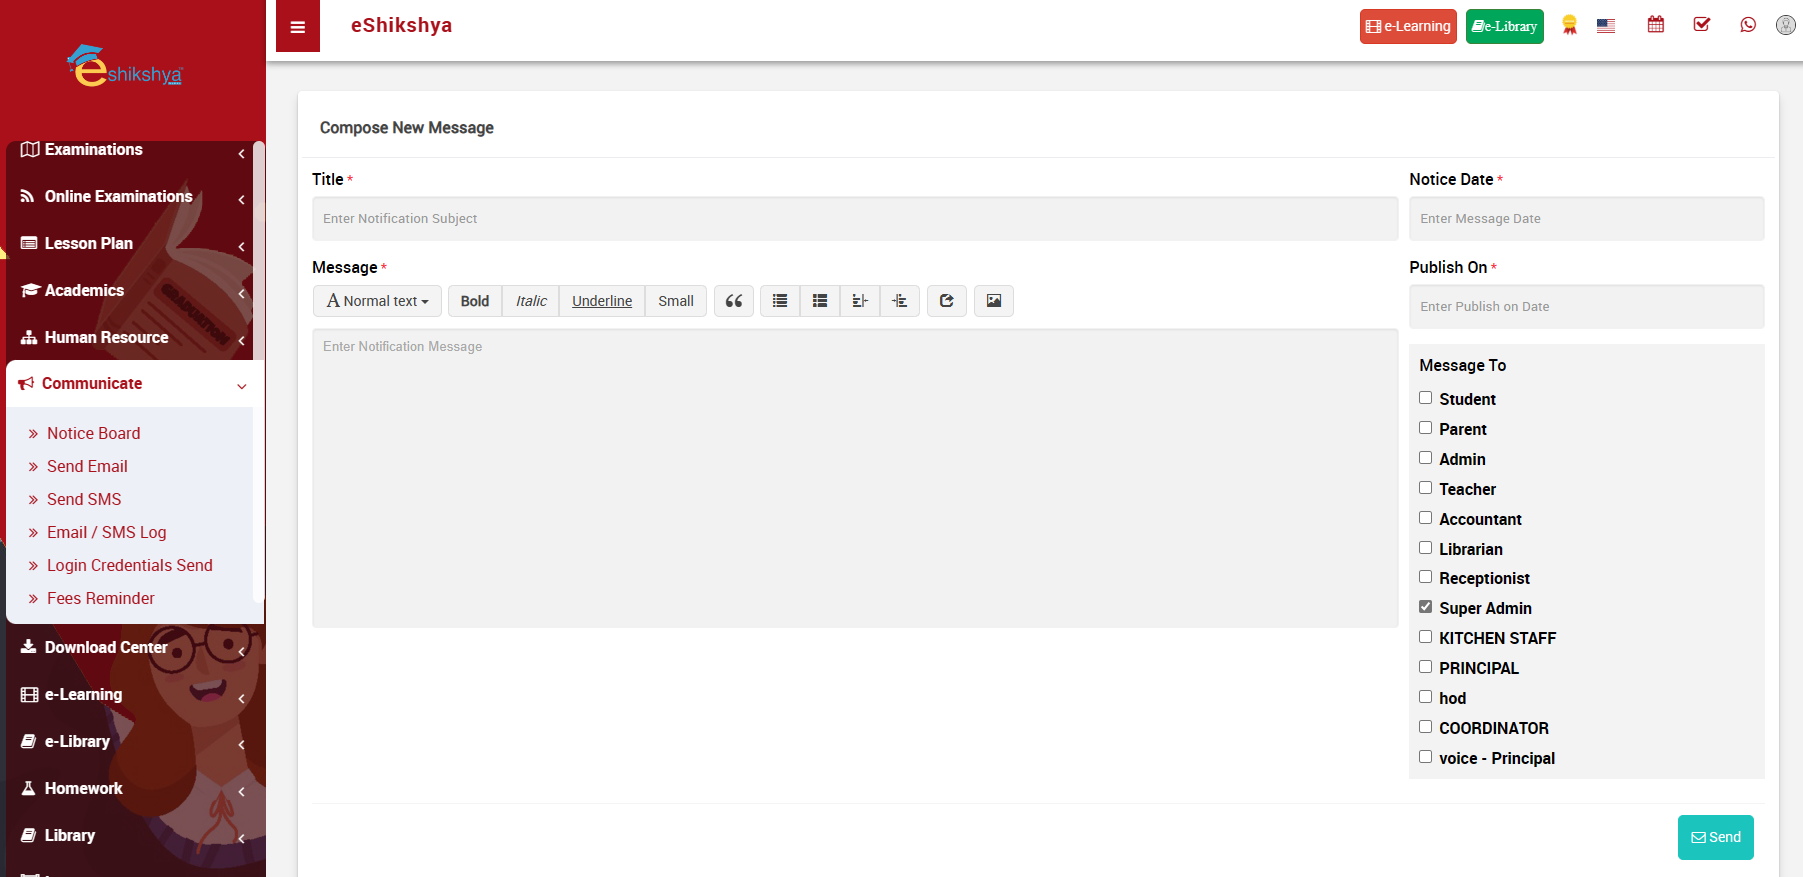 eshikshya
Examinations
Online Examinations
Lesson Plan
GRADUATION
Academics
Human Resource
Communicate
Notice Board
Send Email
Send SMS
Email / SMS Log
Login Credentials Send
Fees Reminder
Download Center
e-Learning
e-Library
Homework
Library
eShikshya
e-Learning
e-Library
Compose New Message
Title *
Enter Notification Subject
Message *
A Normal text
Bold
Italic
Underline
Small
Enter Notification Message
Notice Date *
Enter Message Date
Publish On *
Enter Publish on Date
Message To
Student
Parent
Admin
Teacher
Accountant
Librarian
Receptionist
Super Admin
KITCHEN STAFF
PRINCIPAL
hod
COORDINATOR
voice - Principal
Send